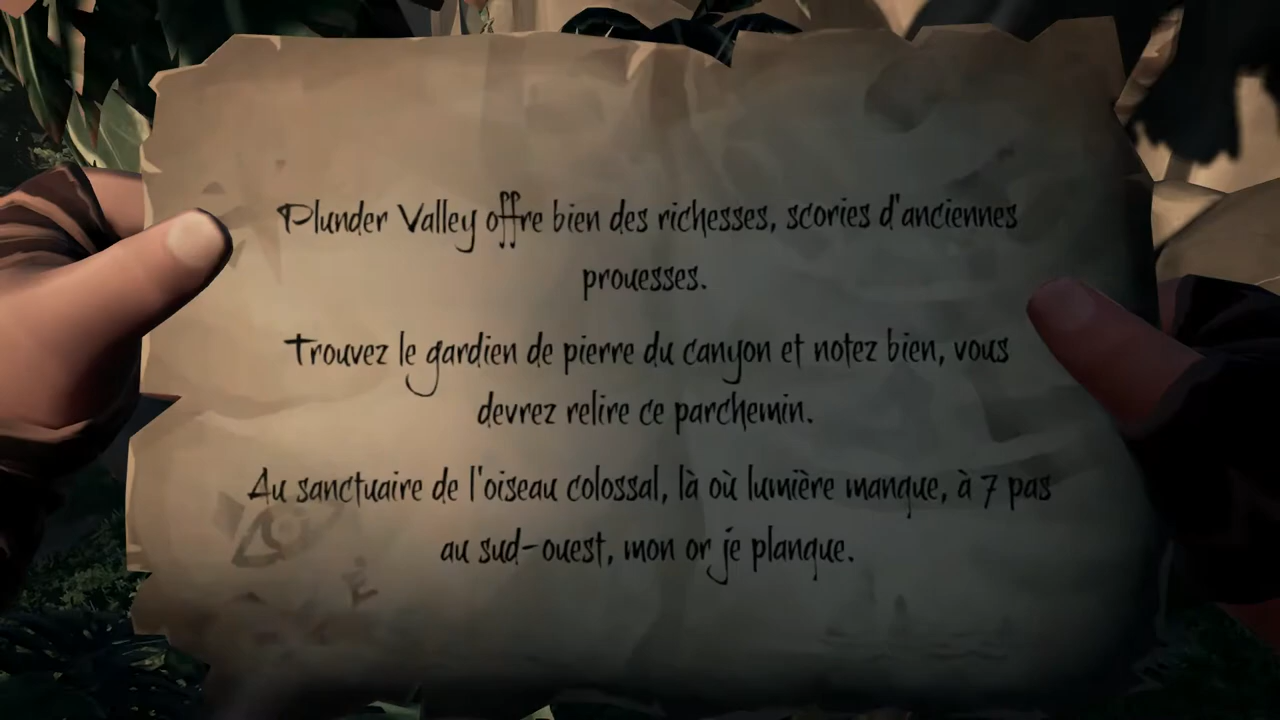 Plunder Valley offre bien des richesses, scories d'anciennes
prouesses.
Trouvez le gardien de pierre du canyon et notez bien, vous
devrez relire ce parchemin.
Au sanctuaire de l'oiseau colossal, là où lumière manque, à 7 pas
au sud-ouest, mon or je planque.